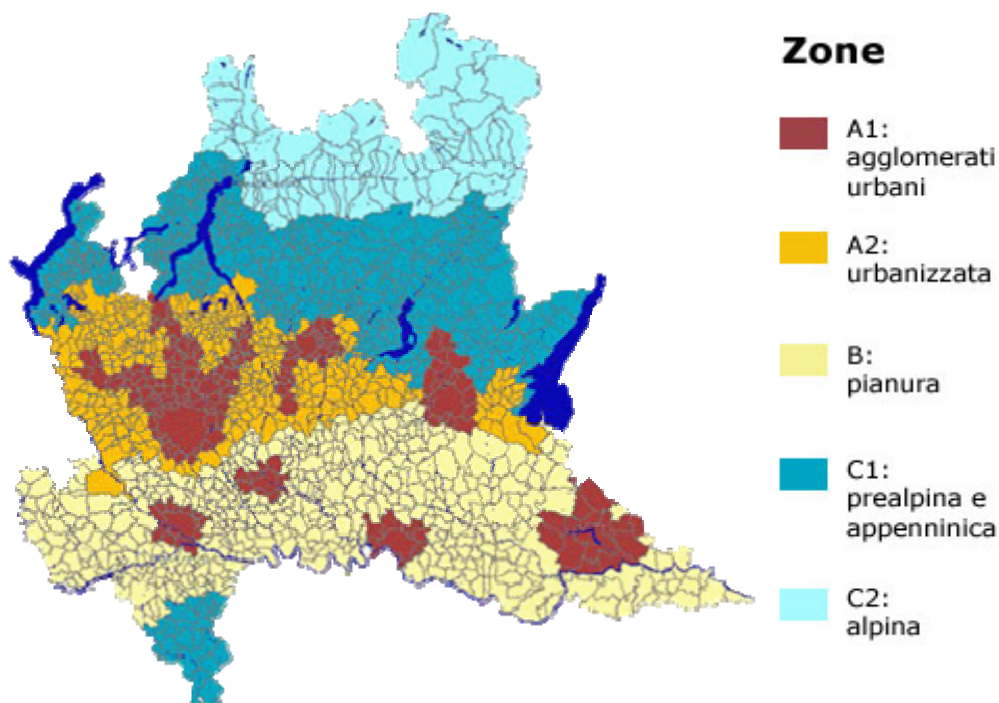 Zone
A1:
agglomerati
urbani
A2:
urbanizzata
B:
pianura
C1:
prealpina e
appenninica
C2:
alpina